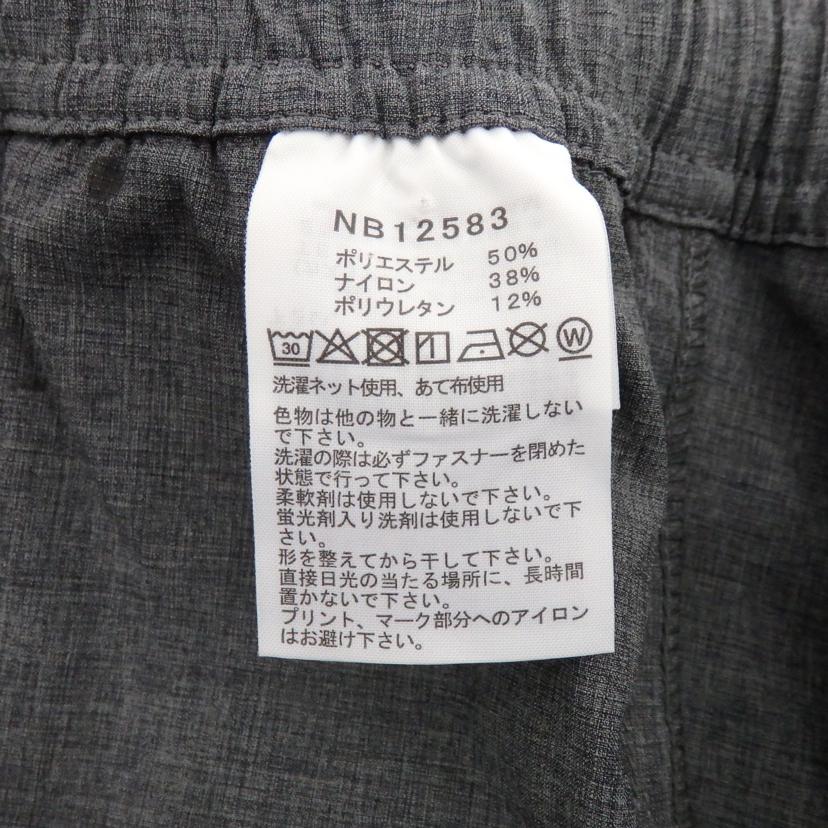 NB12583
ポリエステル 50%
ナイロン 38%
ポリウレタン 12%
30 W
洗濯ネット使用、あて布使用
色物は他の物と一緒に洗濯しない
で下さい。
洗濯の際は必ずファスナーを閉めた
状態で行って下さい。
柔軟剤は使用しないで下さい。
蛍光剤入り洗剤は使用しないで下
さい。
形を整えてから干して下さい。
直接日光の当たる場所に、長時間
置かないで下さい。
プリント、マーク部分へのアイロン
はお避け下さい。